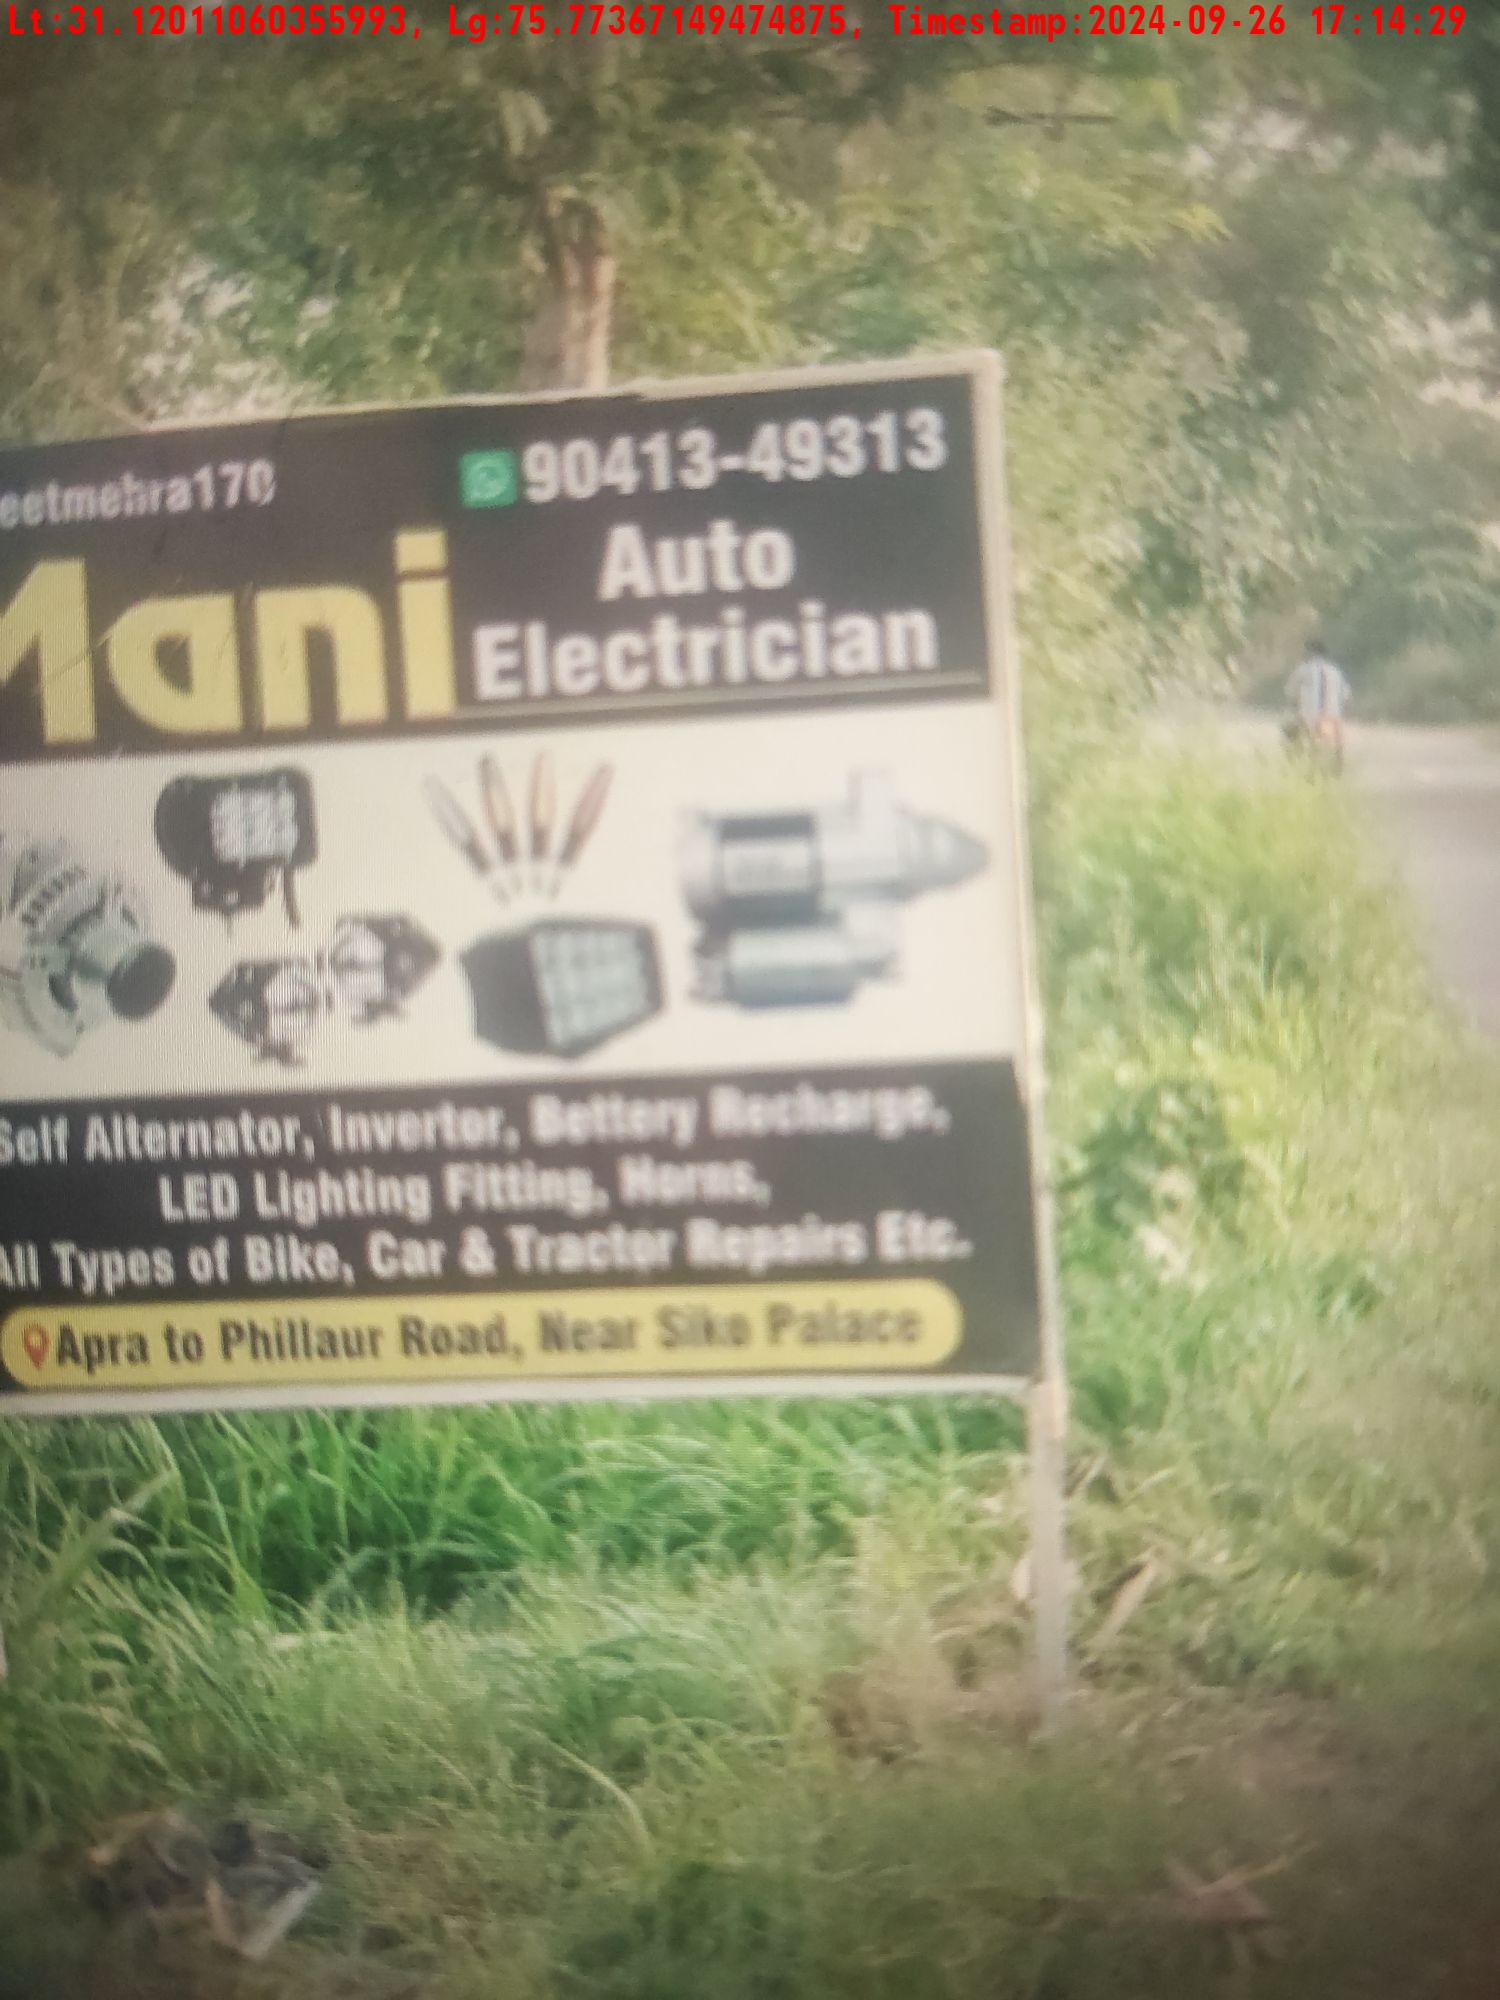 Lt:31.12011060355993, Lg:75.77367149474875, Timestamp:2024-09-26 17:14:29
eetmehra170
90413-49313
Mani
Auto
Electrician
Self Alternator, Invertor, Bettery Recharge,
LED Lighting Fitting, Horns,
All Types of Bike, Car & Tractor Repairs Etc.
Apra to Phillaur Road, Near Siko Palace